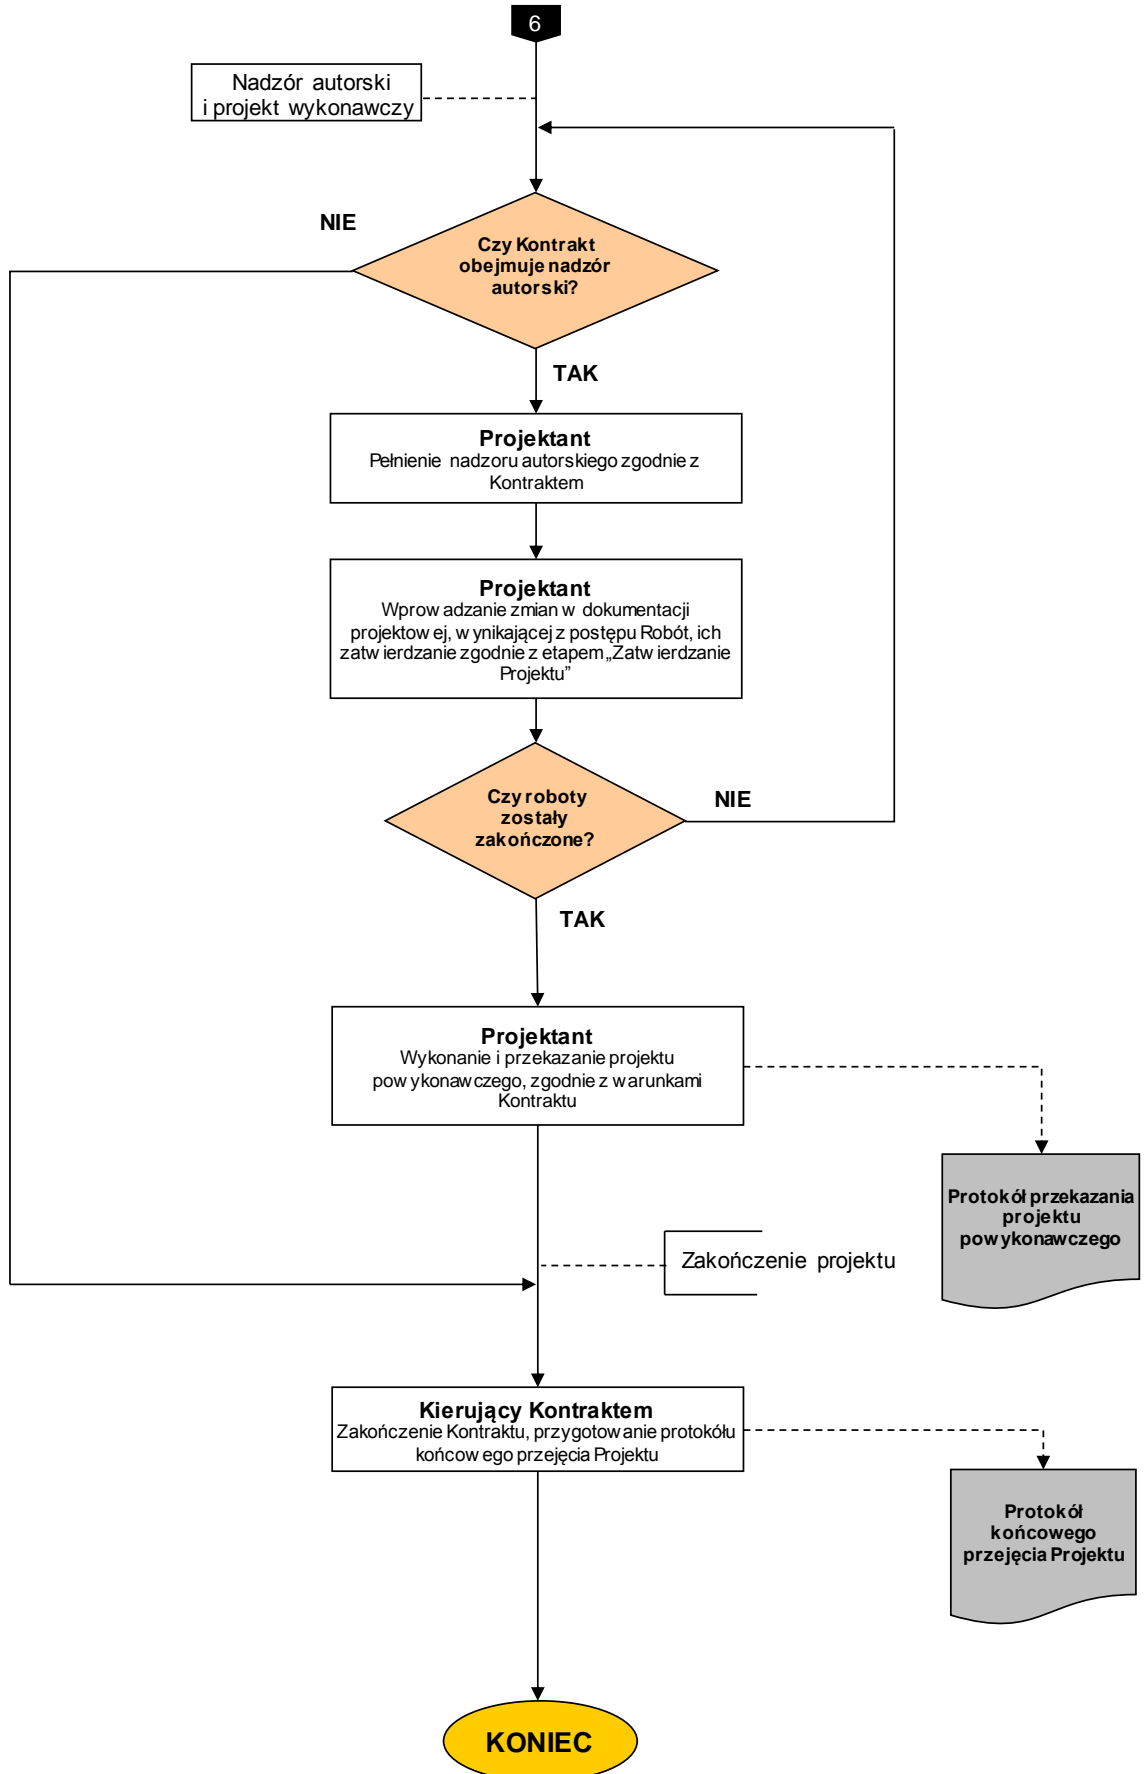 6
Nadzór autorski
i projekt wykonawczy
NIE
Czy Kontrakt
obejmuje nadzór
autorski?
TAK
Projektant
Pełnienie nadzoru autorskiego zgodnie z
Kontraktem
Projektant
Wprowadzanie zmian w dokumentacji
projektowej, wynikającej z postępu Robót, ich
zatwierdzanie zgodnie z etapem „Zatwierdzanie
Projektu”
Czy roboty
zostały
zakończone?
NIE
TAK
Projektant
Wykonanie i przekazanie projektu
powykonawczego, zgodnie z warunkami
Kontraktu
Protokół przekazania
projektu
powykonawczego
Zakończenie projektu
Kierujący Kontraktem
Zakończenie Kontraktu, przygotowanie protokółu
końcowego przejęcia Projektu
Protokół
końcowego
przejęcia Projektu
KONIEC